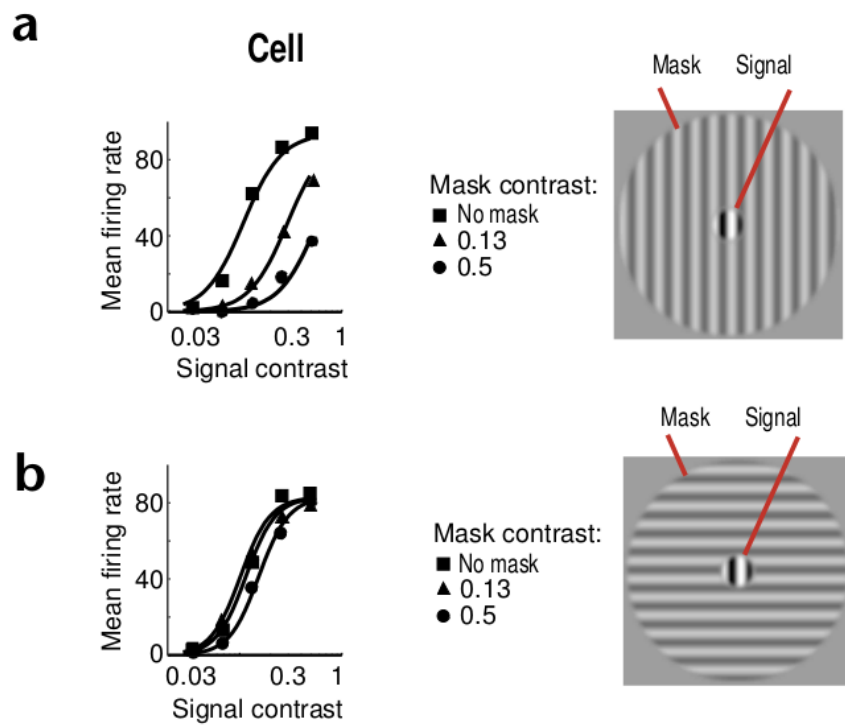 a
Cell
Mean firing rate
80
40
0
0.03 0.3 1
Signal contrast
Mask contrast:
No mask
0.13
0.5
Mask Signal
b
Mean firing rate
80
40
0
0.03 0.3 1
Signal contrast
Mask contrast:
No mask
0.13
0.5
Mask Signal